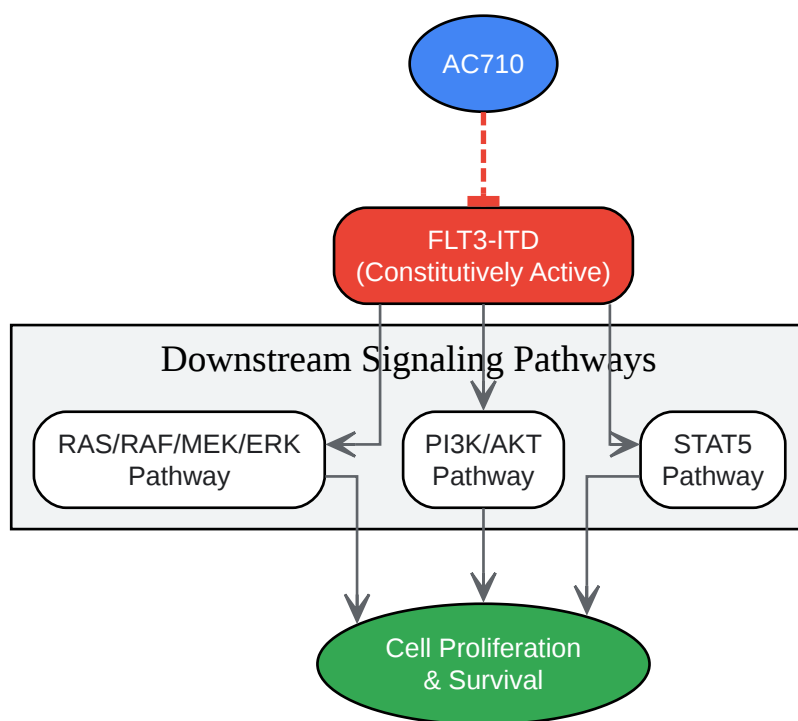 AC710
FLT3-ITD
(Constitutively Active)
Downstream Signaling Pathways
RAS/RAF/MEK/ERK
Pathway
PI3K/AKT
Pathway
STAT5
Pathway
Cell Proliferation
& Survival